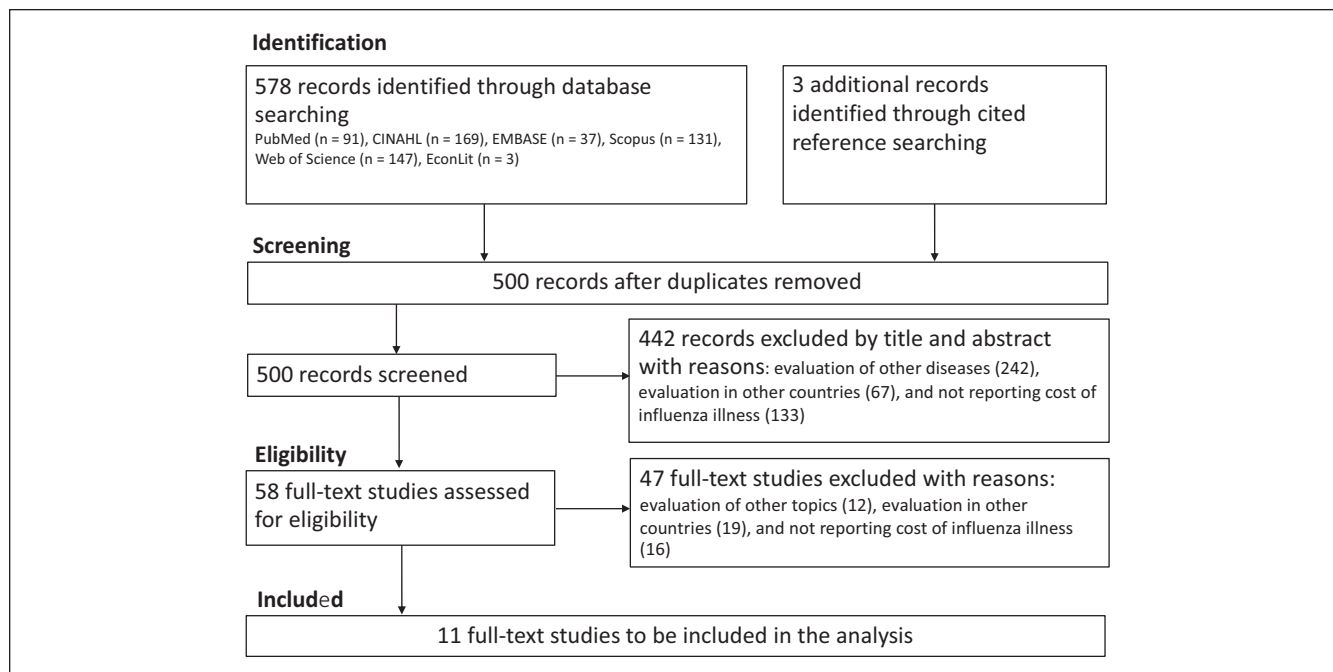 Identification
578 records identified through database
searching
PubMed (n = 91), CINAHL (n = 169), EMBASE (n = 37), Scopus (n = 131),
Web of Science (n = 147), EconLit (n = 3)
3 additional records
identified through cited
reference searching
Screening
500 records after duplicates removed
500 records screened
442 records excluded by title and abstract
with reasons: evaluation of other diseases (242),
evaluation in other countries (67), and not reporting cost of
influenza illness (133)
Eligibility
58 full-text studies assessed
for eligibility
47 full-text studies excluded with reasons:
evaluation of other topics (12), evaluation in other
countries (19), and not reporting cost of influenza illness
(16)
Included
11 full-text studies to be included in the analysis